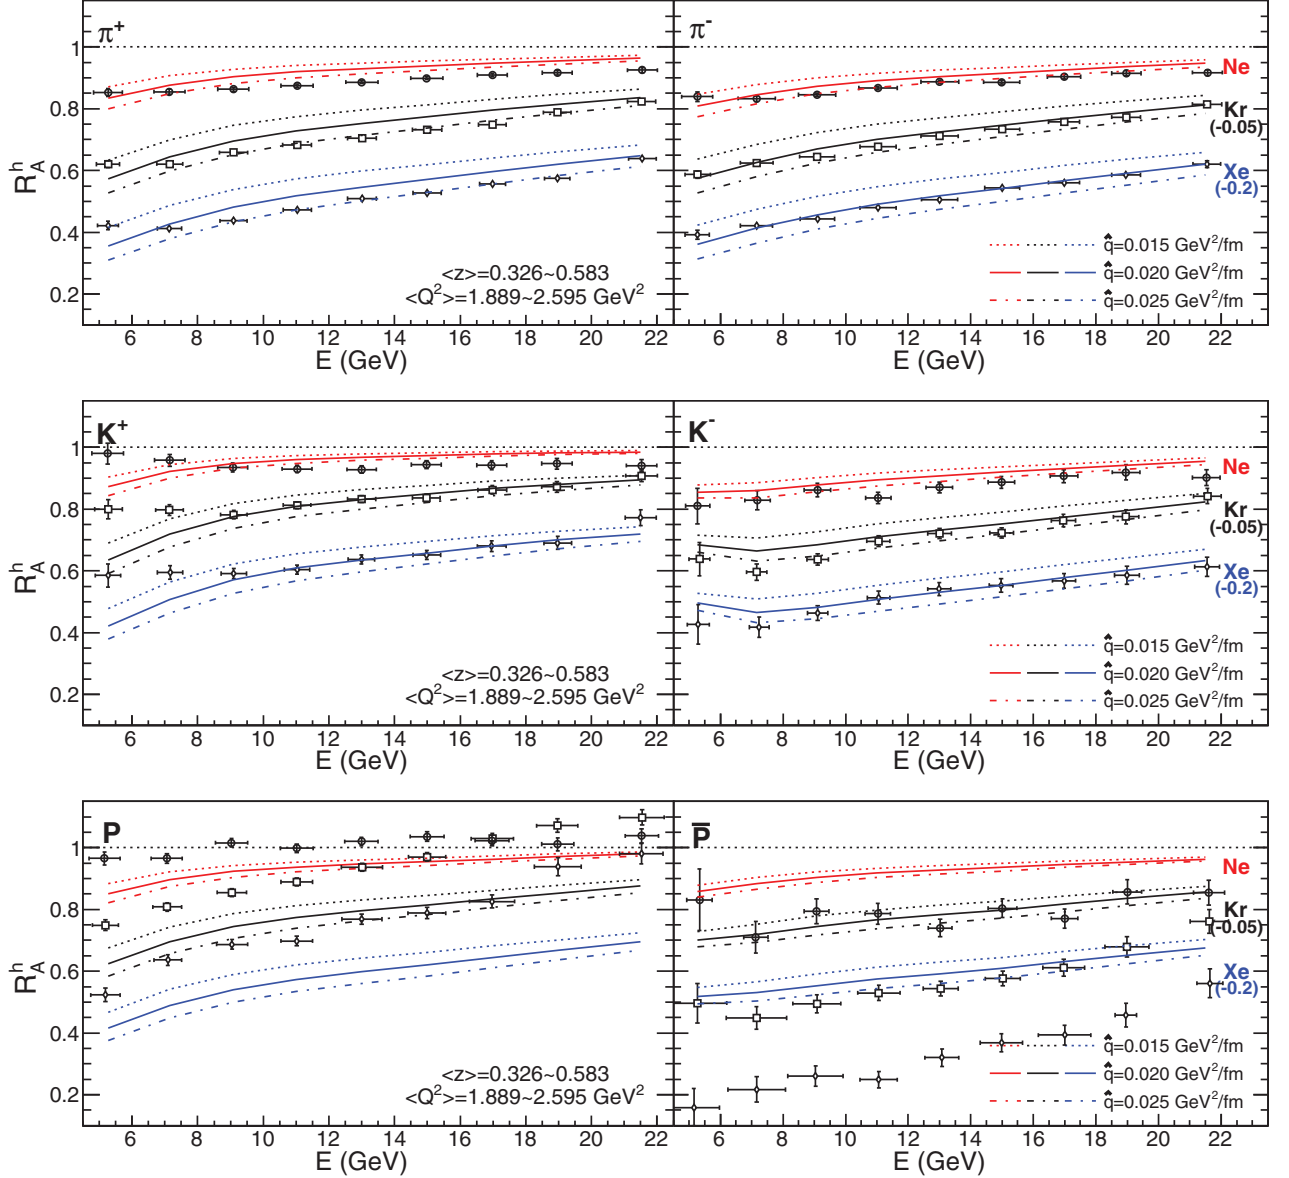 π+
π-
1
0.8
0.6
0.4
0.2
R_A^h
Ne
Kr
(-0.05)
Xe
(-0.2)
<z>=0.326~0.583
<Q²>=1.889~2.595 GeV²
q̂=0.015 GeV²/fm
q̂=0.020 GeV²/fm
q̂=0.025 GeV²/fm
6 8 10 12 14 16 18 20 22
6 8 10 12 14 16 18 20 22
E (GeV)
E (GeV)
K+
K-
1
0.8
0.6
0.4
0.2
R_A^h
Ne
Kr
(-0.05)
Xe
(-0.2)
<z>=0.326~0.583
<Q²>=1.889~2.595 GeV²
q̂=0.015 GeV²/fm
q̂=0.020 GeV²/fm
q̂=0.025 GeV²/fm
6 8 10 12 14 16 18 20 22
6 8 10 12 14 16 18 20 22
E (GeV)
E (GeV)
P
P̅
1
0.8
0.6
0.4
0.2
R_A^h
Ne
Kr
(-0.05)
Xe
(-0.2)
<z>=0.326~0.583
<Q²>=1.889~2.595 GeV²
q̂=0.015 GeV²/fm
q̂=0.020 GeV²/fm
q̂=0.025 GeV²/fm
6 8 10 12 14 16 18 20 22
6 8 10 12 14 16 18 20 22
E (GeV)
E (GeV)